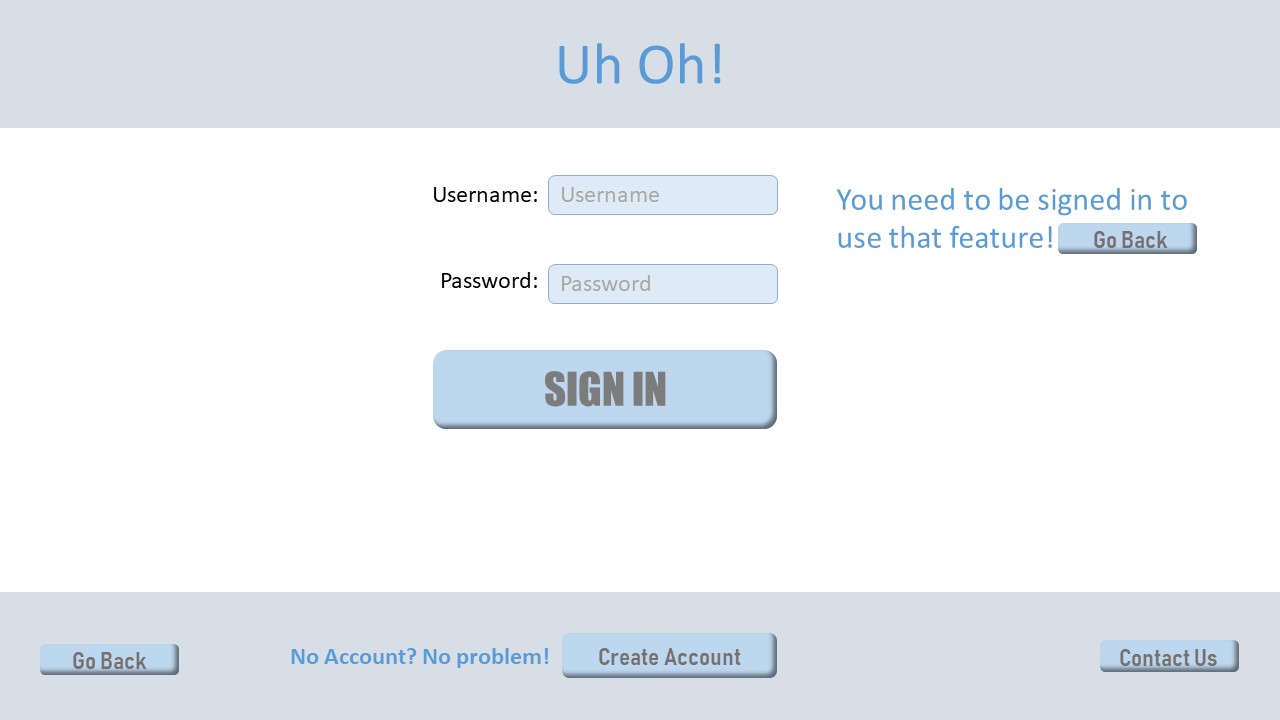 Uh Oh!
Username: Username
You need to be signed in to
use that feature! Go Back
Password: Password
SIGN IN
Go Back
No Account? No problem! Create Account
Contact Us